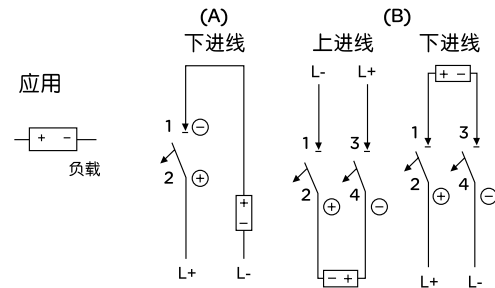 (A)
(B)
下进线
上进线
下进线
应用
+ −
负载
L- L+
+ −
1 −
2 +
+
−
L+ L-
1 3
2 + 4 −
− +
1 3
2 + 4 −
L+ L-